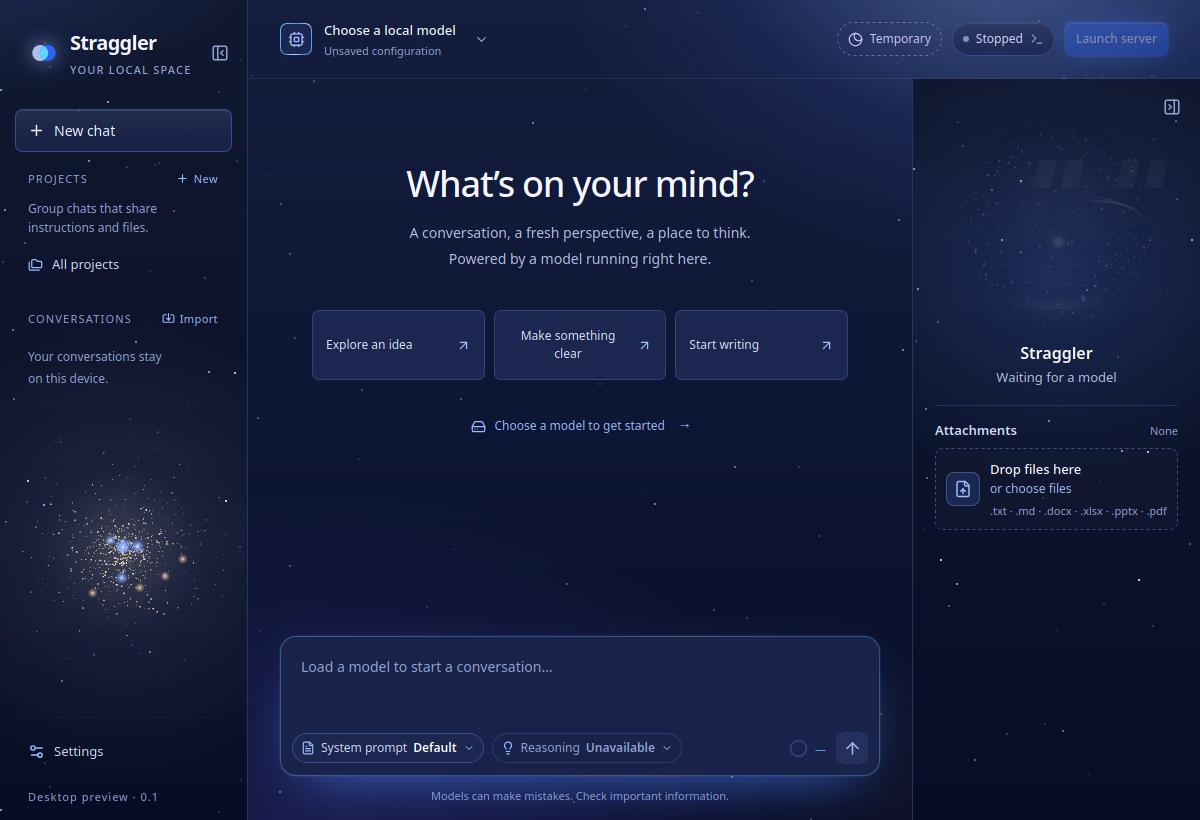 Straggler
YOUR LOCAL SPACE
New chat
PROJECTS
New
Group chats that share
instructions and files.
All projects
CONVERSATIONS
Import
Your conversations stay
on this device.
Settings
Desktop preview · 0.1
Choose a local model
Unsaved configuration
Temporary
Stopped
Launch server
What’s on your mind?
A conversation, a fresh perspective, a place to think.
Powered by a model running right here.
Explore an idea
Make something
clear
Start writing
Choose a model to get started →
Load a model to start a conversation...
System prompt Default
Reasoning Unavailable
—
Models can make mistakes. Check important information.
Straggler
Waiting for a model
Attachments
None
Drop files here
or choose files
.txt · .md · .docx · .xlsx · .pptx · .pdf